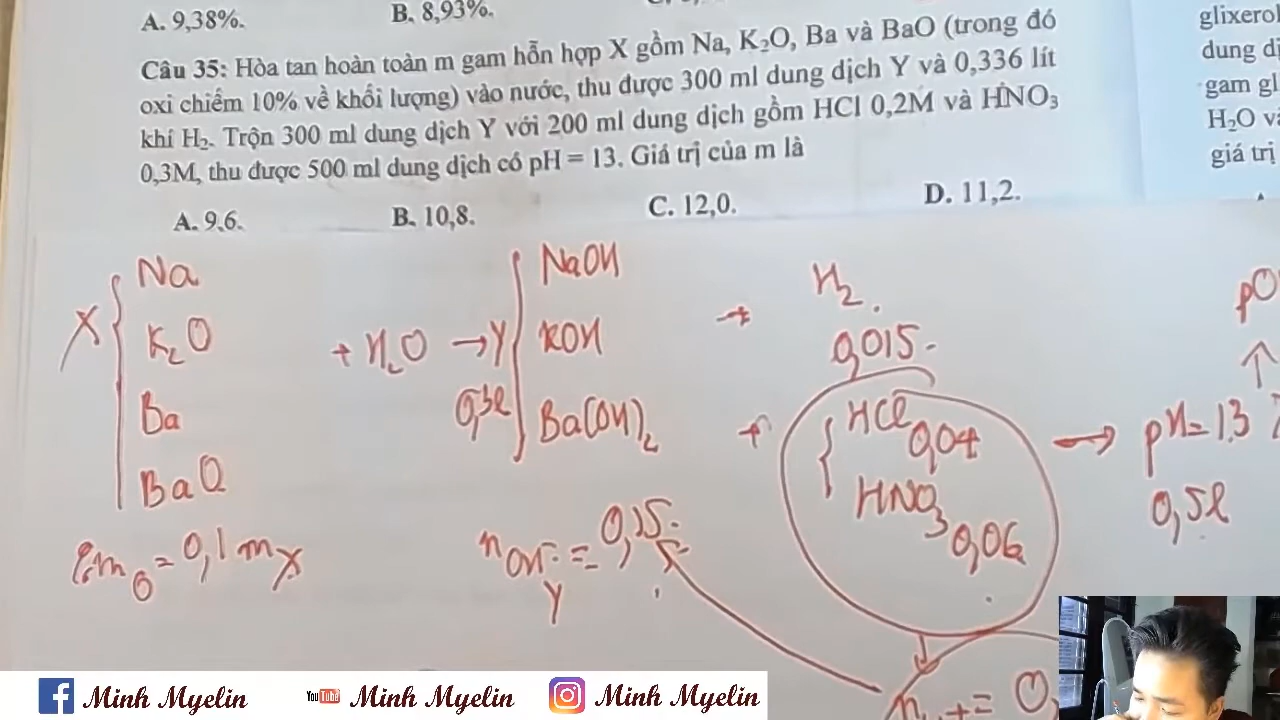 A. 9,38%.
B. 8,93%.
Câu 35: Hòa tan hoàn toàn m gam hỗn hợp X gồm Na, K₂O, Ba và BaO (trong đó
oxi chiếm 10% về khối lượng) vào nước, thu được 300 ml dung dịch Y và 0,336 lít
khí H₂. Trộn 300 ml dung dịch Y với 200 ml dung dịch gồm HCl 0,2M và HNO₃
0,3M, thu được 500 ml dung dịch có pH = 13. Giá trị của m là
A. 9.6.
B. 10,8.
C. 12,0.
D. 11,2.
glixerol
dung
gam
H₂O
giá trị
X { Na
K₂O
Ba
BaO
+ H₂O → Y
0,3l
NaOH
KOH
Ba(OH)₂
→ H₂
0,015
+ { HCl 0,04
HNO₃ 0,06
→ pH=13
0,5l
pO
m O = 0,1 m X
n OH⁻ = 0,15
Y
n + = 0,
Minh Myelin
YouTube Minh Myelin
Minh Myelin